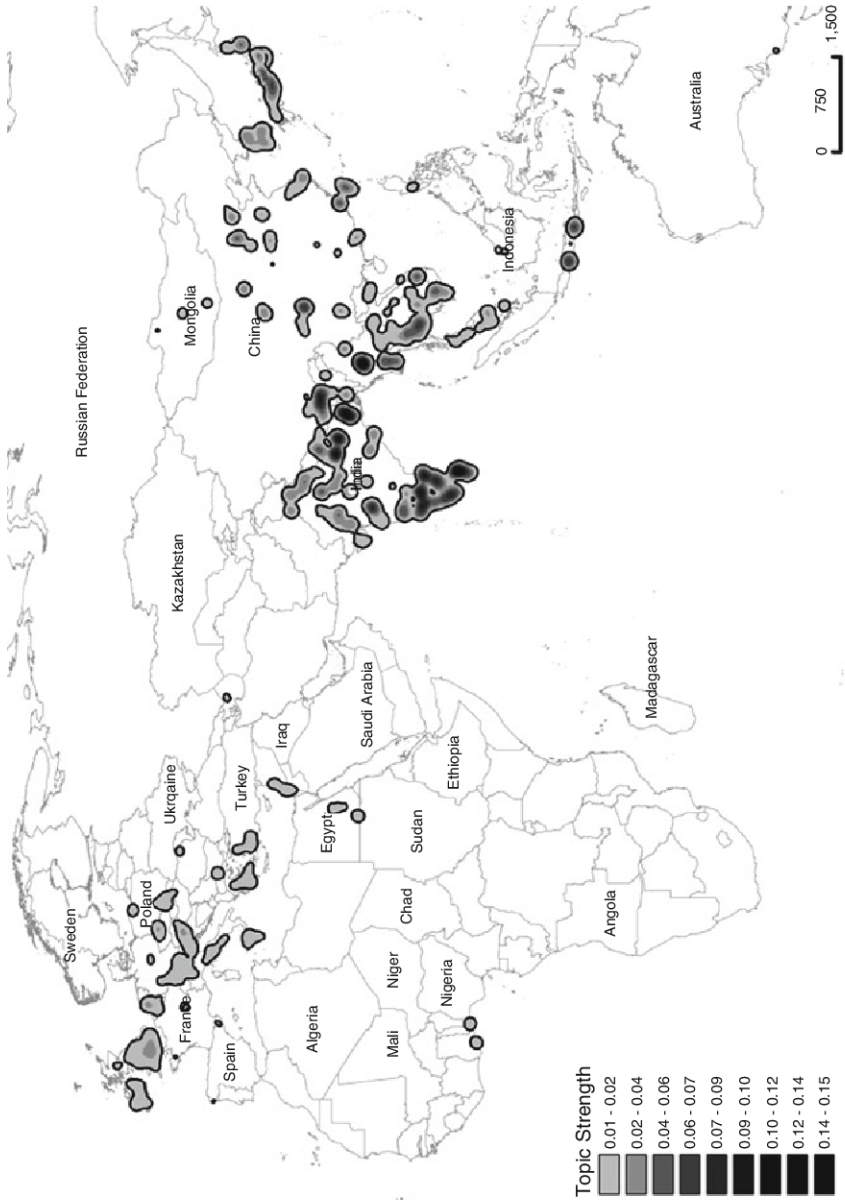 Sweden
Russian Federation
Poland
Ukrqaine
Kazakhstan
Mongolia
France
Spain
Turkey
China
Iraq
Algeria
Egypt
Saudi Arabia
India
Mali
Niger
Chad
Sudan
Nigeria
Ethiopia
Indonesia
Angola
Madagascar
Australia
Topic Strength
0.01 - 0.02
0.02 - 0.04
0.04 - 0.06
0.06 - 0.07
0.07 - 0.09
0.09 - 0.10
0.10 - 0.12
0.12 - 0.14
0.14 - 0.15
0 750 1,500